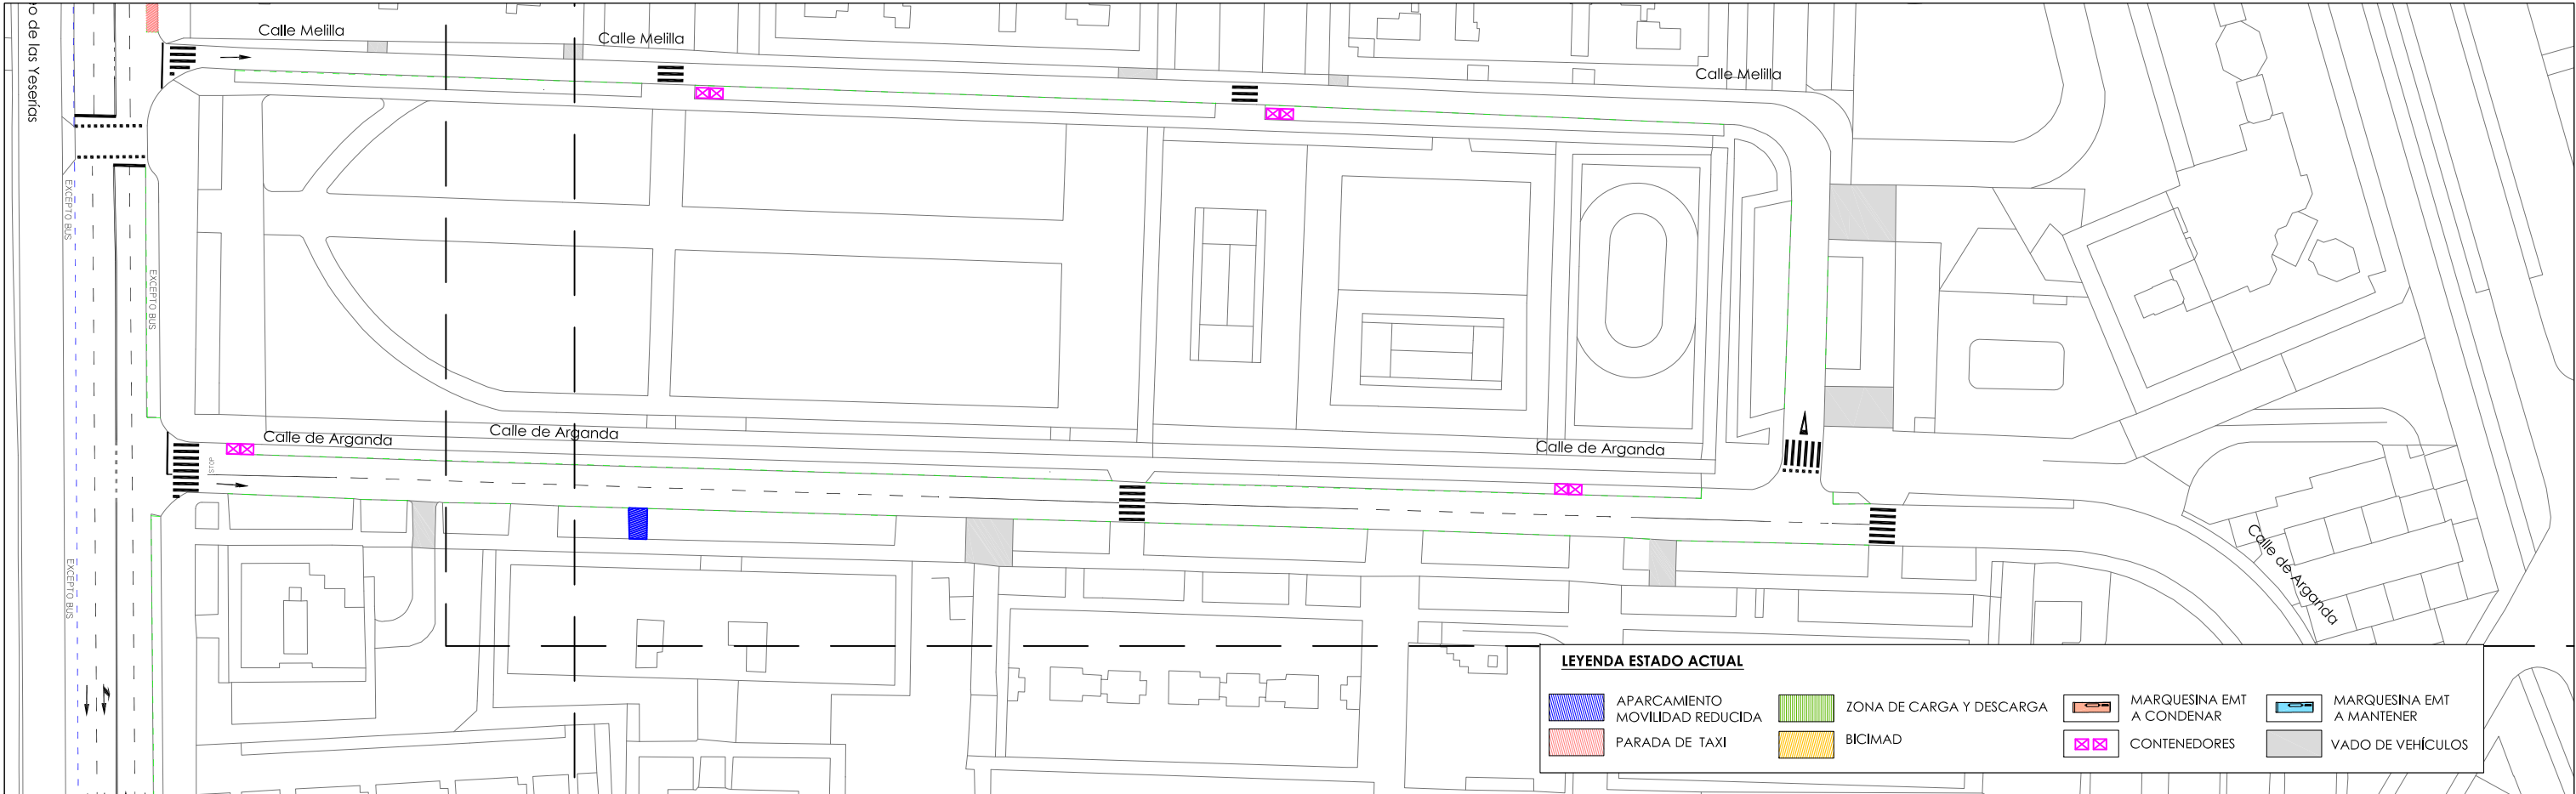 o de las Yeserías
Calle Melilla
Calle Melilla
Calle Melilla
EXCEPTO BUS
EXCEPTO BUS
EXCEPTO BUS
Calle de Arganda
Calle de Arganda
Calle de Arganda
Calle de Arganda
LEYENDA ESTADO ACTUAL
APARCAMIENTO
MOVILIDAD REDUCIDA
ZONA DE CARGA Y DESCARGA
MARQUESINA EMT
A CONDENAR
MARQUESINA EMT
A MANTENER
PARADA DE TAXI
BICIMAD
CONTENEDORES
VADO DE VEHÍCULOS